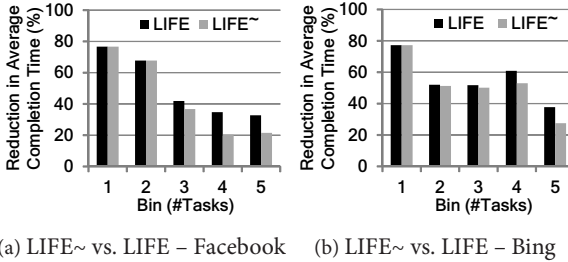 Reduction in Average
Completion Time (%)
100
80
60
40
20
0
LIFE LIFE~
1 2 3 4 5
Bin (#Tasks)
Reduction in Average
Completion Time (%)
100
80
60
40
20
0
LIFE LIFE~
1 2 3 4 5
Bin (#Tasks)
(a) LIFE~ vs. LIFE – Facebook
(b) LIFE~ vs. LIFE – Bing